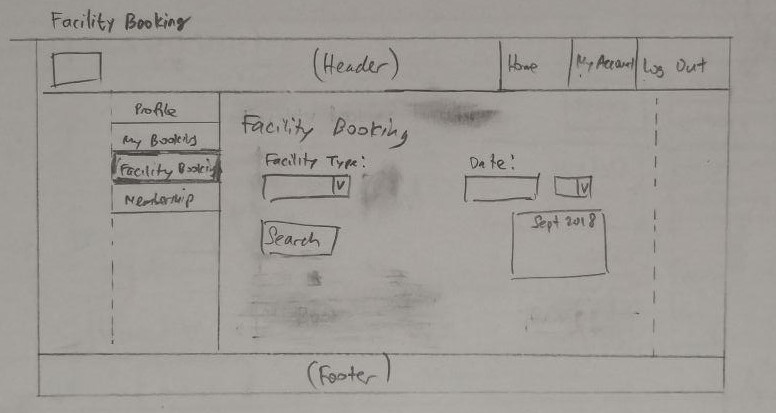 Facility Booking
(Header)
Home
My Account
Log Out
Profile
My Booking
Facility Booking
Membership
Facility Booking
Facility Type:
Date:
V
V
Search
Sept 2018
(Footer)